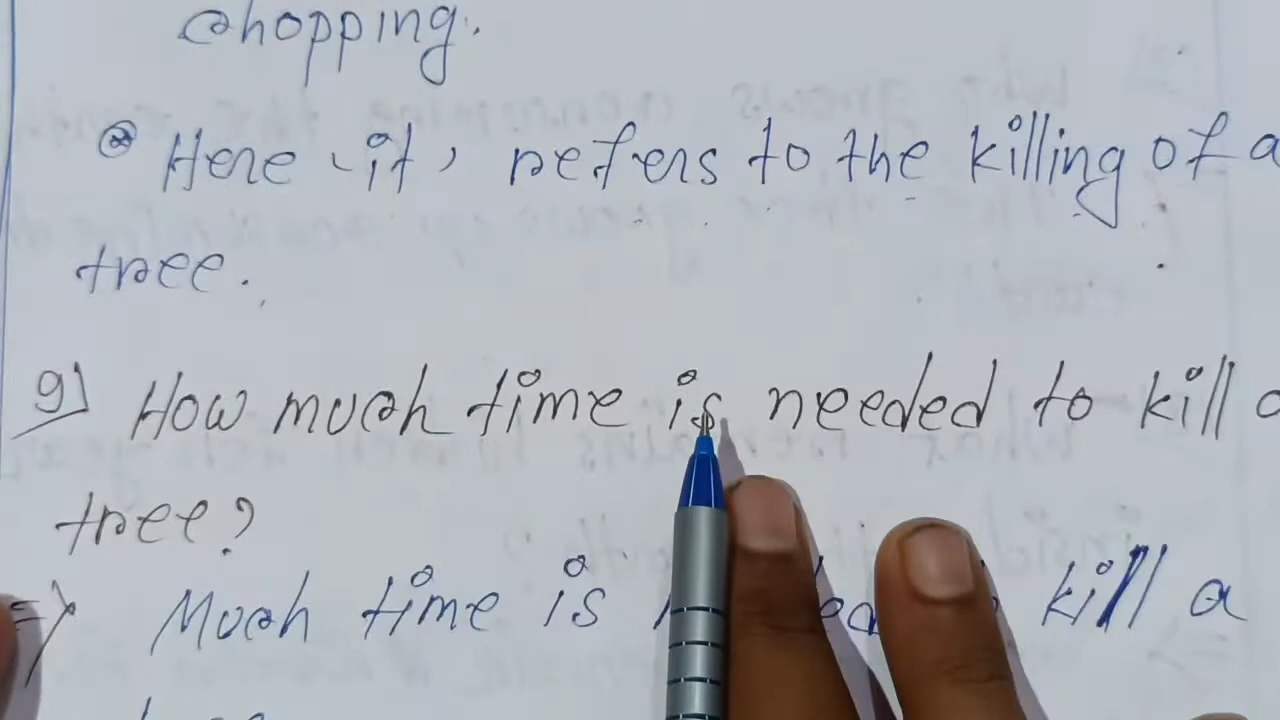 chopping.
Here 'it' refers to the killing of a
tree.
9) How much time is needed to kill a
tree?
=> Much time is kill a